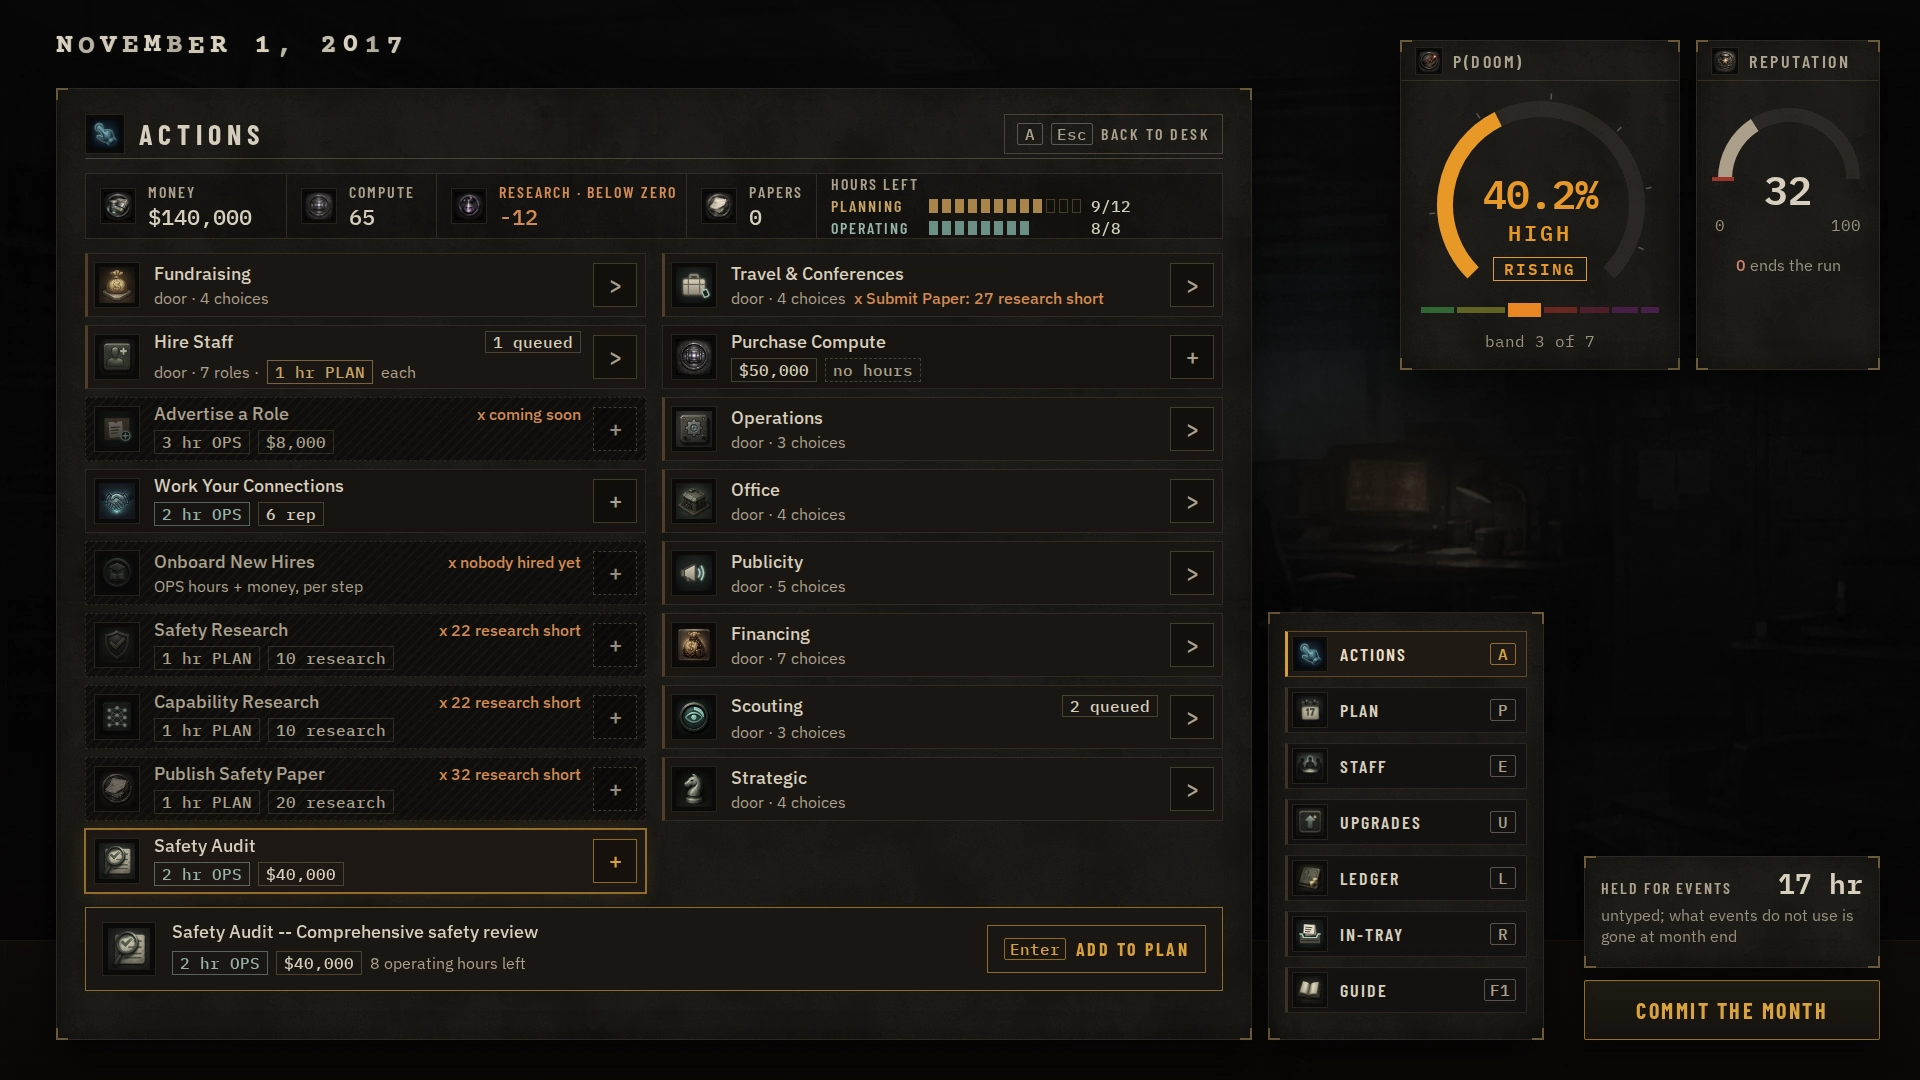 NOVEMBER 1, 2017
ACTIONS
A Esc BACK TO DESK
MONEY
$140,000
COMPUTE
65
RESEARCH · BELOW ZERO
-12
PAPERS
0
HOURS LEFT
PLANNING 9/12
OPERATING 8/8
Fundraising
door · 4 choices
>
Hire Staff
1 queued
door · 7 roles · 1 hr PLAN each
>
Advertise a Role
x coming soon
3 hr OPS $8,000
+
Work Your Connections
2 hr OPS 6 rep
+
Onboard New Hires
x nobody hired yet
OPS hours + money, per step
+
Safety Research
x 22 research short
1 hr PLAN 10 research
+
Capability Research
x 22 research short
1 hr PLAN 10 research
+
Publish Safety Paper
x 32 research short
1 hr PLAN 20 research
+
Safety Audit
2 hr OPS $40,000
+
Travel & Conferences
door · 4 choices x Submit Paper: 27 research short
>
Purchase Compute
$50,000 no hours
+
Operations
door · 3 choices
>
Office
door · 4 choices
>
Publicity
door · 5 choices
>
Financing
door · 7 choices
>
Scouting
2 queued
door · 3 choices
>
Strategic
door · 4 choices
>
Safety Audit -- Comprehensive safety review
2 hr OPS $40,000 8 operating hours left
Enter ADD TO PLAN
P(DOOM)
40.2%
HIGH
RISING
band 3 of 7
REPUTATION
32
0 100
0 ends the run
ACTIONS A
17
PLAN P
STAFF E
UPGRADES U
LEDGER L
IN-TRAY R
GUIDE F1
HELD FOR EVENTS 17 hr
untyped; what events do not use is
gone at month end
COMMIT THE MONTH